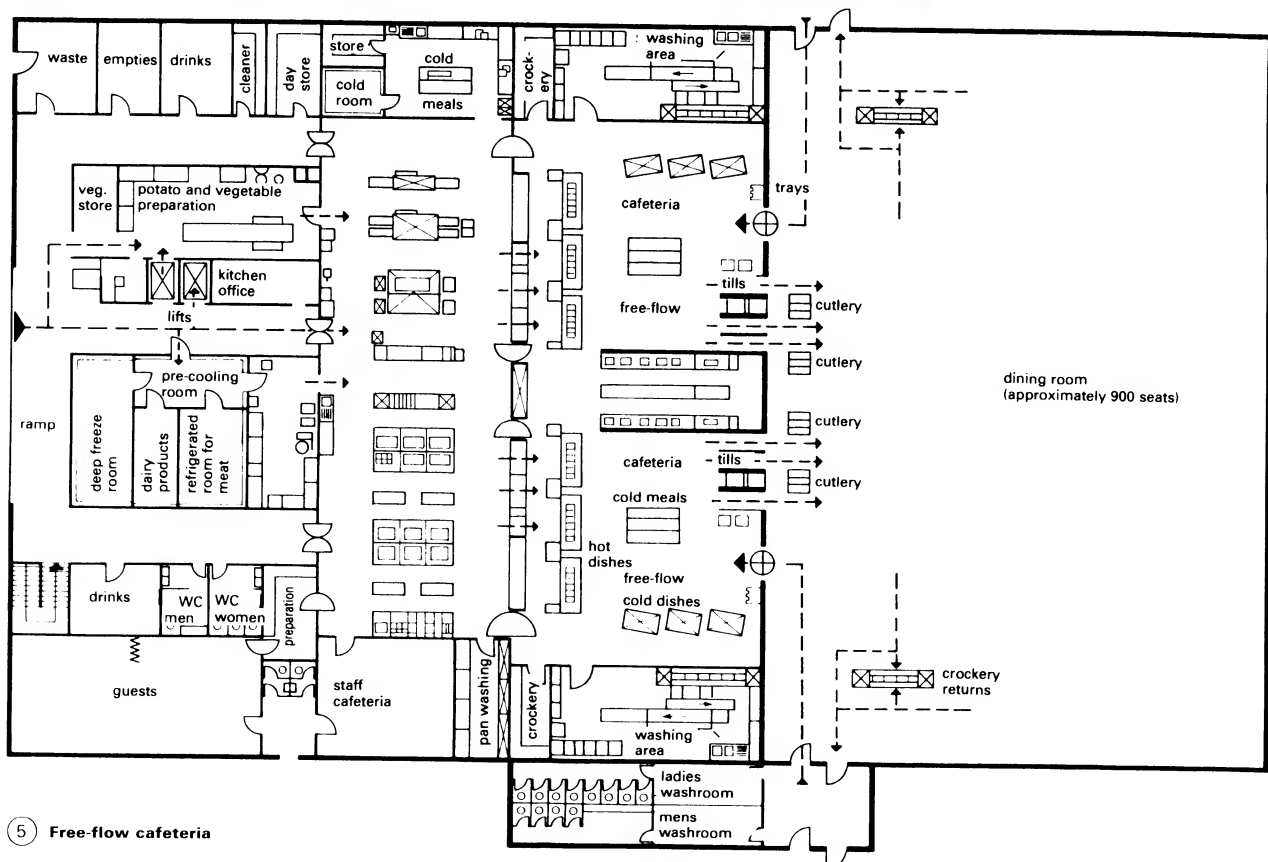 waste
empties
drinks
cleaner
day
store
store
cold
room
cold
meals
crock-
ery
washing
area
veg.
store
potato and vegetable
preparation
trays
cafeteria
kitchen
office
lifts
tills
free-flow
cutlery
cutlery
pre-cooling
room
ramp
deep freeze
room
dairy
products
refrigerated
room for
meat
dining room
(approximately 900 seats)
cutlery
cafeteria
tills
cutlery
cold meals
hot
dishes
free-flow
cold dishes
drinks
WC
men
WC
women
preparation
guests
staff
cafeteria
pan washing
crockery
washing
area
crockery
returns
ladies
washroom
mens
washroom
5 Free-flow cafeteria